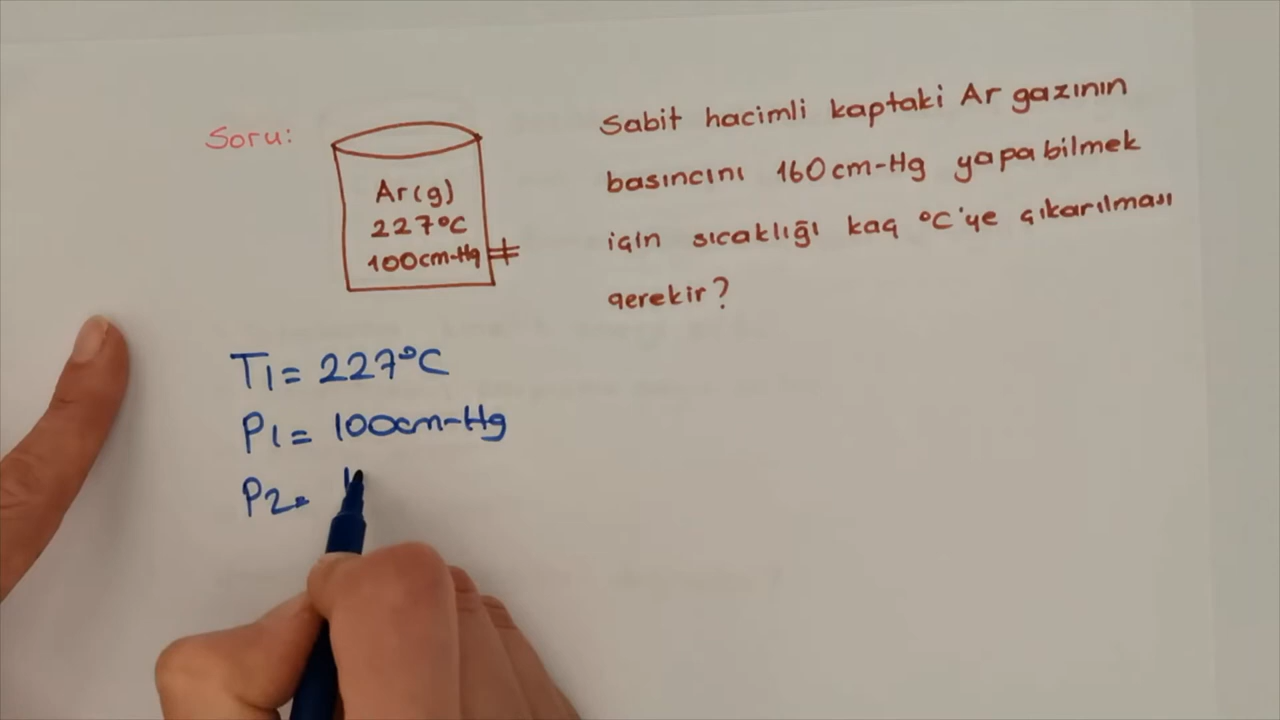 Soru:
Ar(g)
227°C
100cm-Hg
Sabit hacimli kaptaki Ar gazının
basıncını 160cm-Hg yapabilmek
için sıcaklığı kaç °C'ye çıkarılması
gerekir?
T1= 227°C
P1= 100cm-Hg
P2=